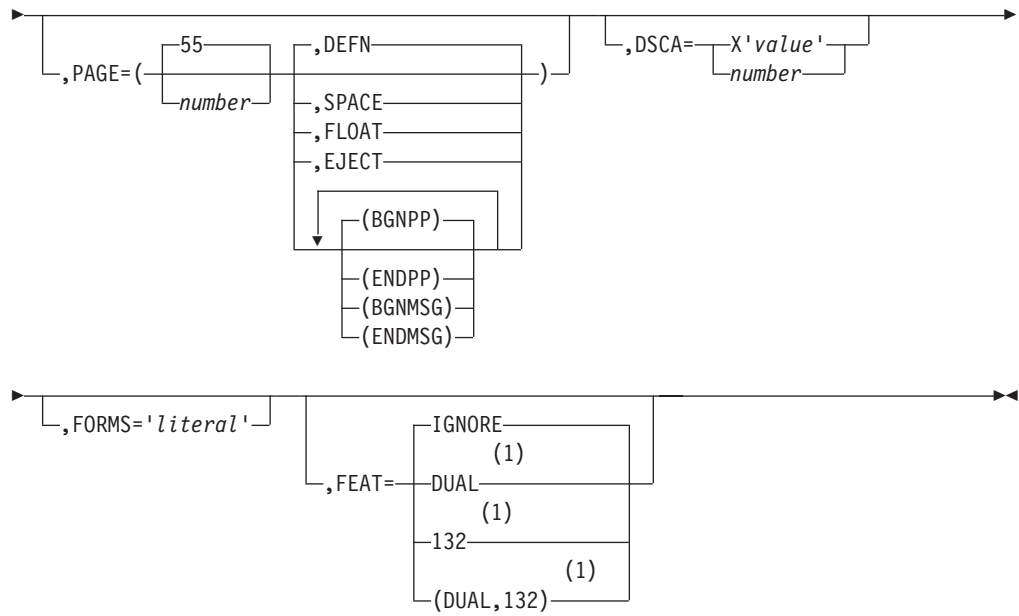 55
,DEFN
,DSCA=
X'value'
,PAGE=(
)
number
number
,SPACE
,FLOAT
,EJECT
(BGNPP)
(ENDPP)
(BGNMSG)
(ENDMSG)
,FORMS='literal'
IGNORE
(1)
,FEAT=
DUAL
(1)
132
(1)
(DUAL,132)